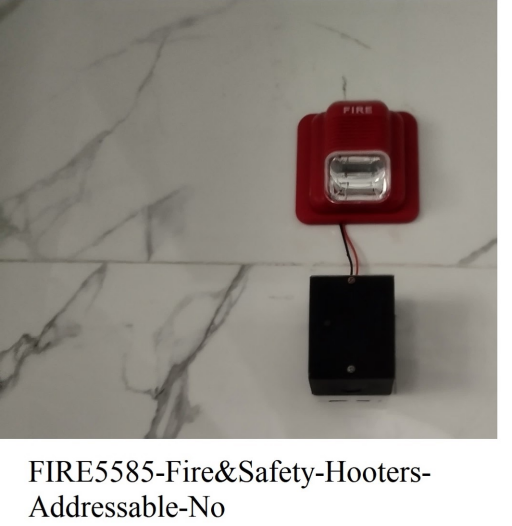 FIRE
FIRE5585-Fire&Safety-Hooters-
Addressable-No